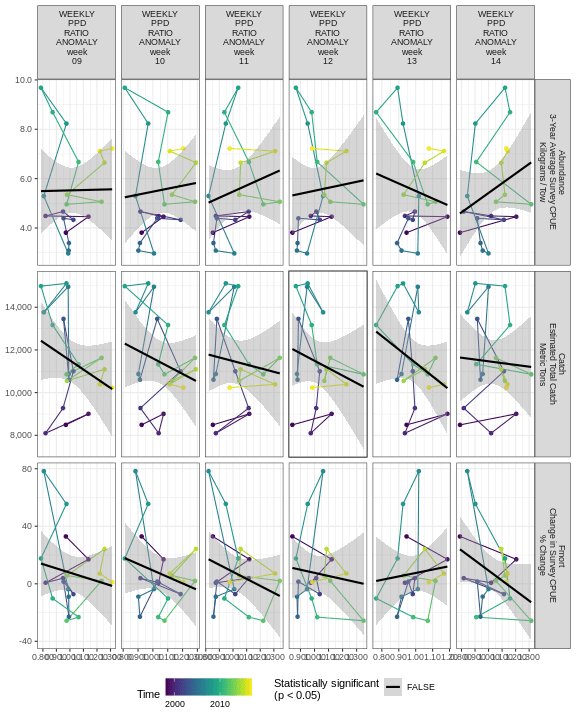 WEEKLY
PPD
RATIO
ANOMALY
week
09
WEEKLY
PPD
RATIO
ANOMALY
week
10
WEEKLY
PPD
RATIO
ANOMALY
week
11
WEEKLY
PPD
RATIO
ANOMALY
week
12
WEEKLY
PPD
RATIO
ANOMALY
week
13
WEEKLY
PPD
RATIO
ANOMALY
week
14
10.0
8.0
6.0
4.0
Abundance
3-Year Average Survey CPUE
Kilograms / Tow
14,000
12,000
10,000
8,000
Catch
Estimated Total Catch
Metric Tons
80
40
0
-40
Fmort
Change in Survey CPUE
% Change
Time
2000 2010
Statistically significant
(p < 0.05)
FALSE